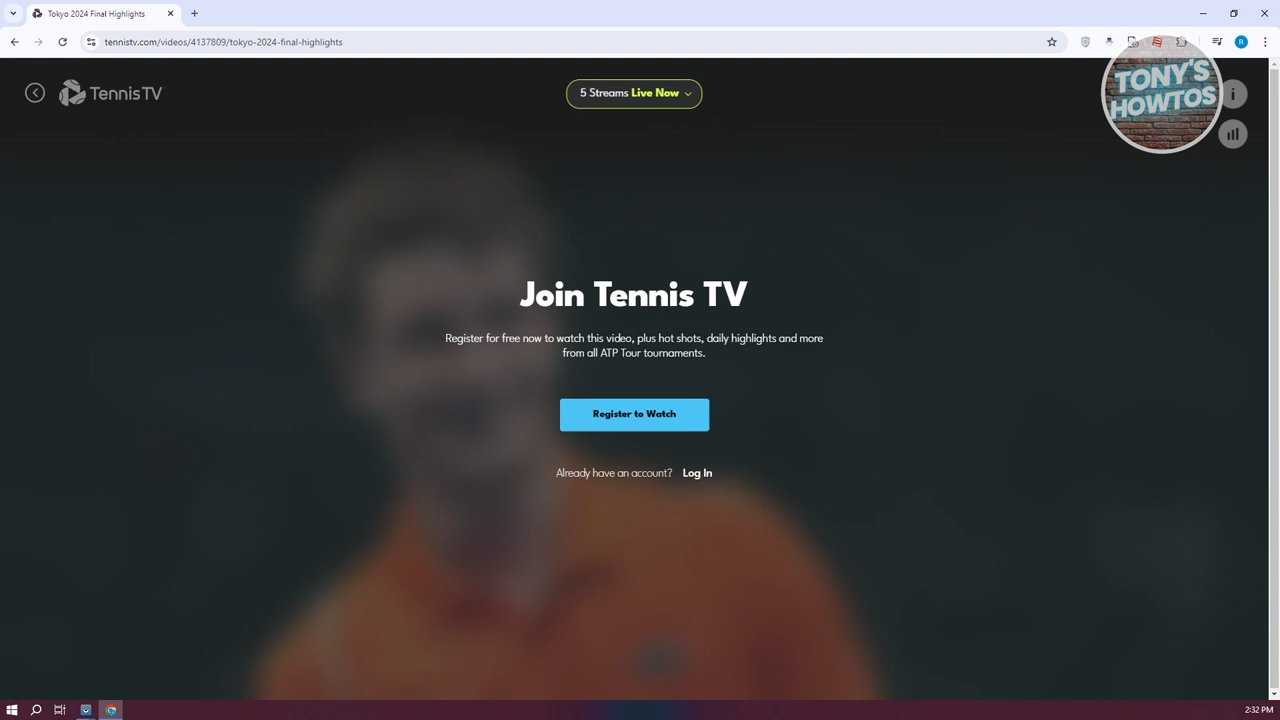 Tokyo 2024 Final Highlights
tennistv.com/videos/4137809/tokyo-2024-final-highlights
R
TennisTV
5 Streams Live Now
TONY'S
HOWTOS
Join Tennis TV
Register for free now to watch this video, plus hot shots, daily highlights and more
from all ATP Tour tournaments.
Register to Watch
Already have an account? Log In
2:32 PM